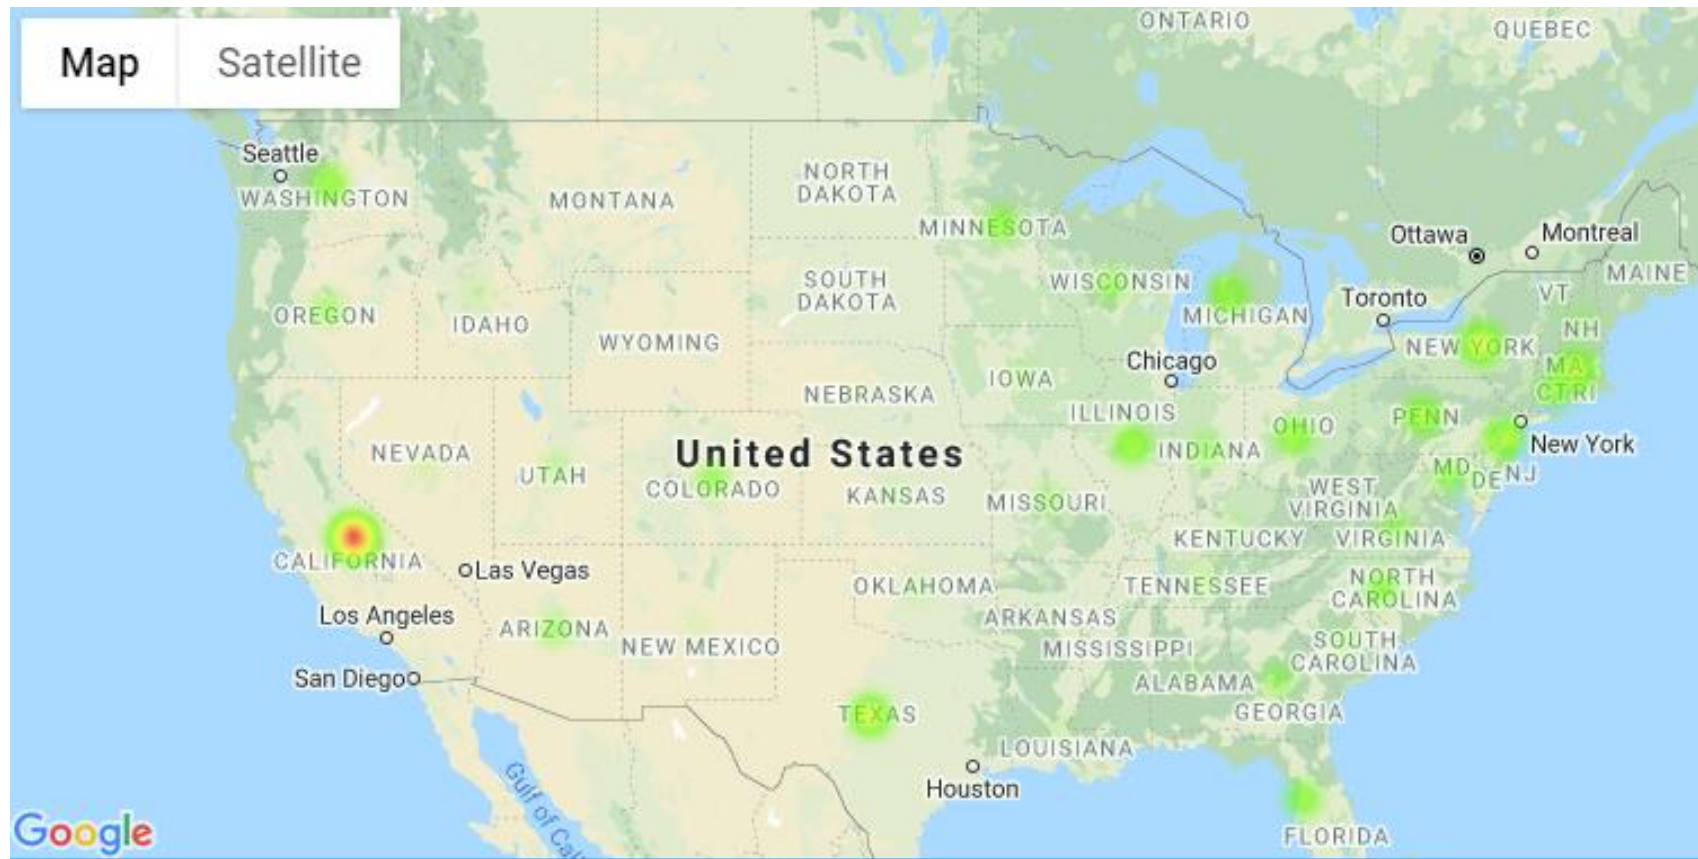 Map
Satellite
ONTARIO
QUEBEC
Seattle
WASHINGTON
MONTANA
NORTH
DAKOTA
MINNESOTA
Ottawa
Montreal
MAINE
VT
OREGON
IDAHO
SOUTH
DAKOTA
WISCONSIN
MICHIGAN
Toronto
NH
WYOMING
NEW YORK
MA
CT RI
Chicago
IOWA
NEBRASKA
ILLINOIS
INDIANA
OHIO
PENN
New York
NEVADA
UTAH
United States
COLORADO
KANSAS
MISSOURI
WEST
VIRGINIA
MD
DE
NJ
KENTUCKY
VIRGINIA
CALIFORNIA
Las Vegas
Los Angeles
ARIZONA
NEW MEXICO
OKLAHOMA
ARKANSAS
TENNESSEE
NORTH
CAROLINA
MISSISSIPPI
SOUTH
CAROLINA
San Diego
TEXAS
ALABAMA
GEORGIA
LOUISIANA
Houston
FLORIDA
Gulf of Cali
Google